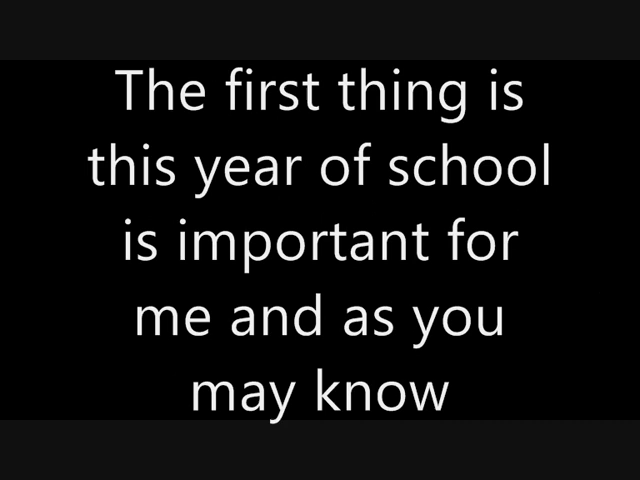 The first thing is
this year of school
is important for
me and as you
may know